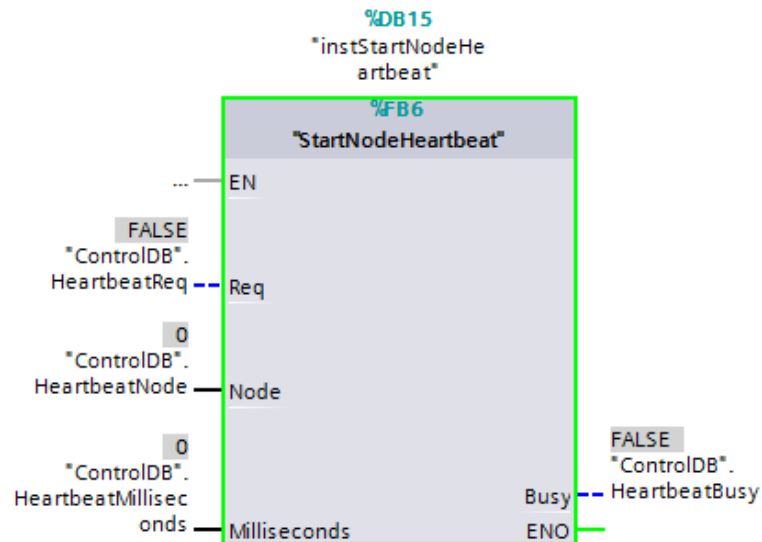 %DB15
"instStartNodeHe
artbeat"
%FB6
"StartNodeHeartbeat"
... EN
FALSE
"ControlDB".
HeartbeatReq Req
0
"ControlDB".
HeartbeatNode Node
0
"ControlDB".
HeartbeatMillisec
onds Milliseconds
FALSE
"ControlDB".
Busy HeartbeatBusy
ENO